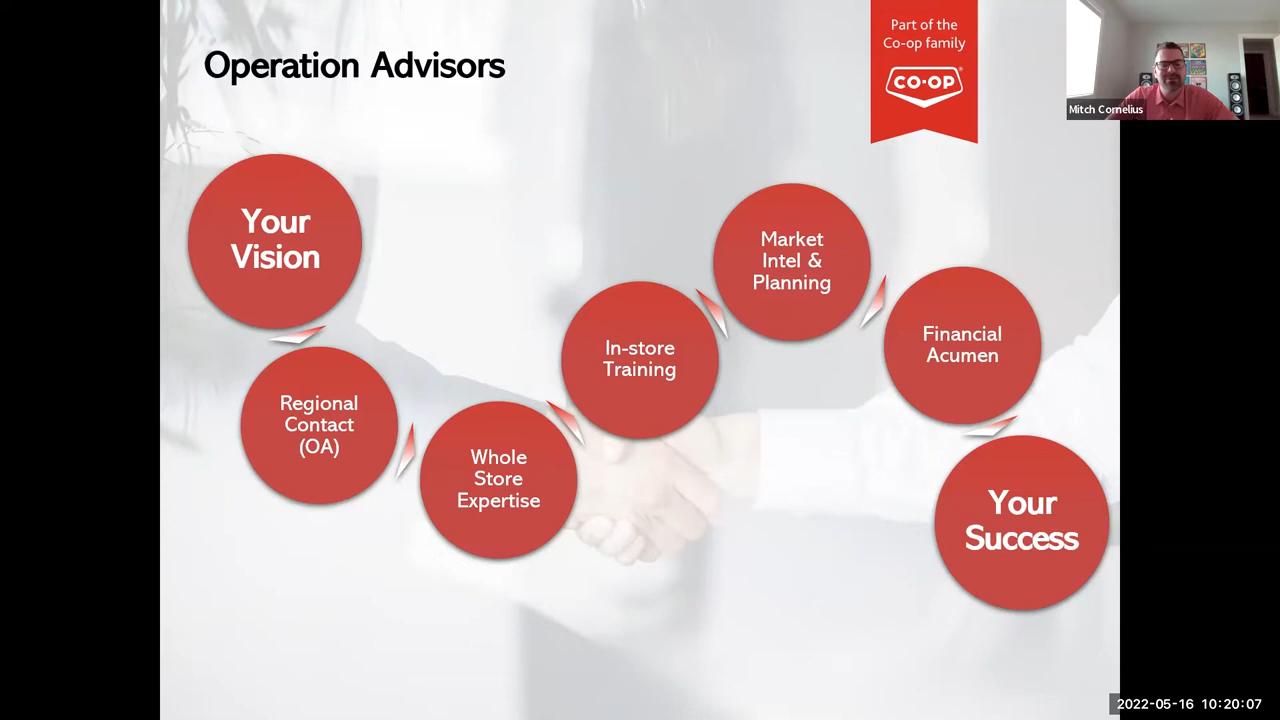 Operation Advisors
Part of the
Co-op family
CO-OP
Mitch Cornelius
Your
Vision
Regional
Contact
(OA)
Whole
Store
Expertise
In-store
Training
Market
Intel &
Planning
Financial
Acumen
Your
Success
2022-05-16 10:20:07